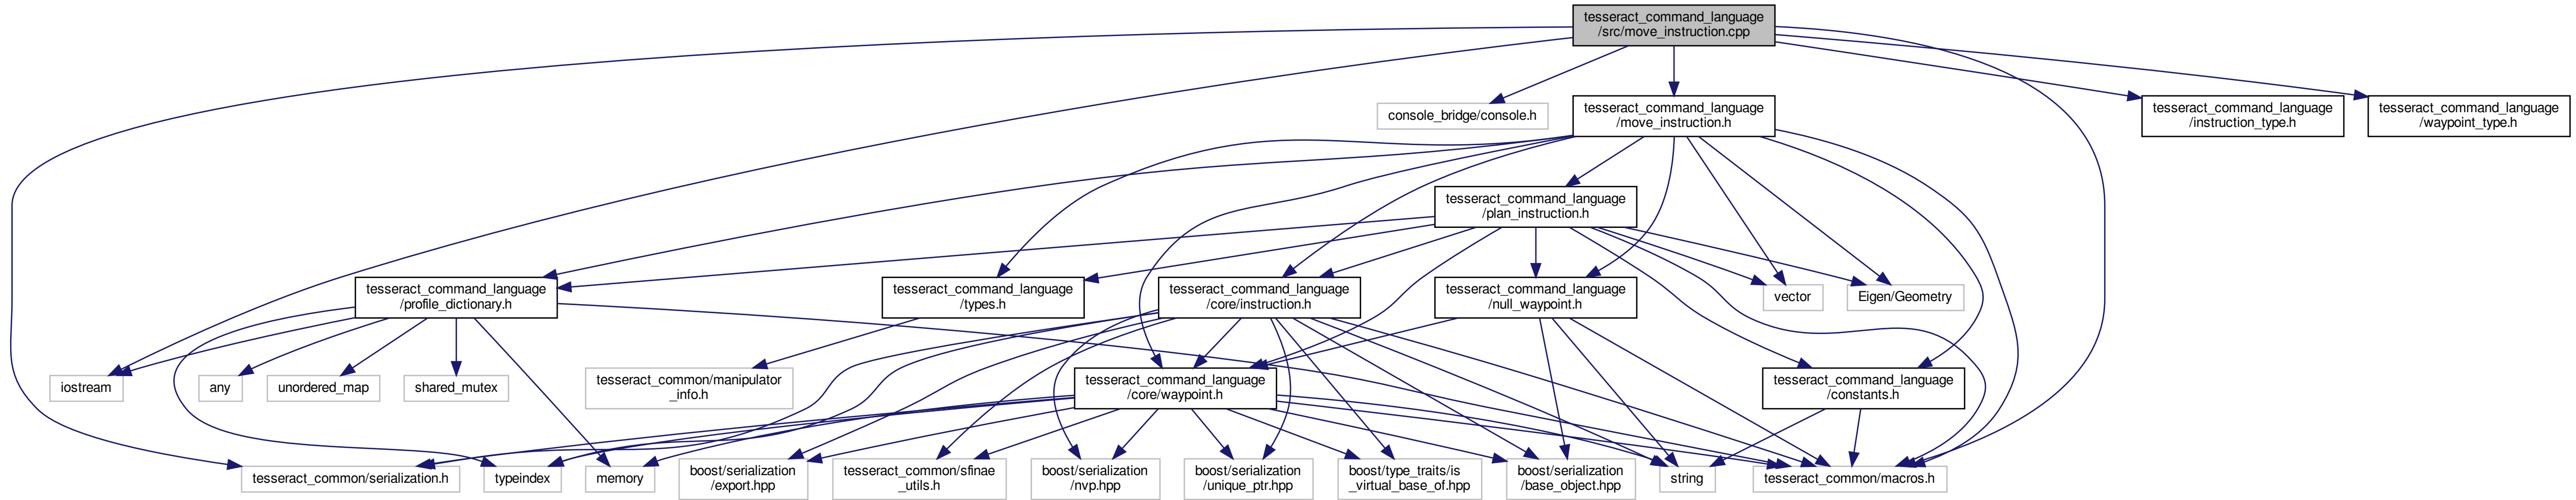 tesseract_command_language
/src/move_instruction.cpp
console_bridge/console.h
tesseract_command_language
/move_instruction.h
tesseract_command_language
/instruction_type.h
tesseract_command_language
/waypoint_type.h
tesseract_command_language
/plan_instruction.h
tesseract_command_language
/profile_dictionary.h
tesseract_command_language
/types.h
tesseract_command_language
/core/instruction.h
tesseract_command_language
/null_waypoint.h
vector
Eigen/Geometry
iostream
any
unordered_map
shared_mutex
tesseract_common/manipulator
_info.h
tesseract_command_language
/core/waypoint.h
tesseract_command_language
/constants.h
tesseract_common/serialization.h
typeindex
memory
boost/serialization
/export.hpp
tesseract_common/sfinae
_utils.h
boost/serialization
/nvp.hpp
boost/serialization
/unique_ptr.hpp
boost/type_traits/is
_virtual_base_of.hpp
boost/serialization
/base_object.hpp
string
tesseract_common/macros.h